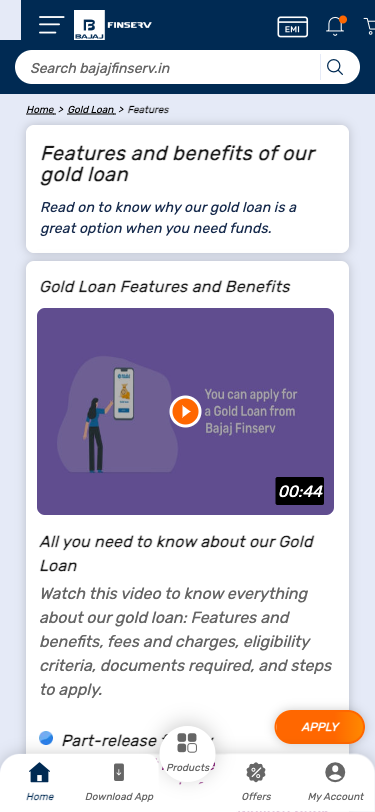 BAJAJ FINSERV
EMI
Search bajajfinserv.in
Home > Gold Loan > Features
Features and benefits of our
gold loan
Read on to know why our gold loan is a
great option when you need funds.
Gold Loan Features and Benefits
You can apply for
a Gold Loan from
Bajaj Finserv
00:44
All you need to know about our Gold
Loan
Watch this video to know everything
about our gold loan: Features and
benefits, fees and charges, eligibility
criteria, documents required, and steps
to apply.
APPLY
Part-release
Products
Home
Download App
Offers
My Account